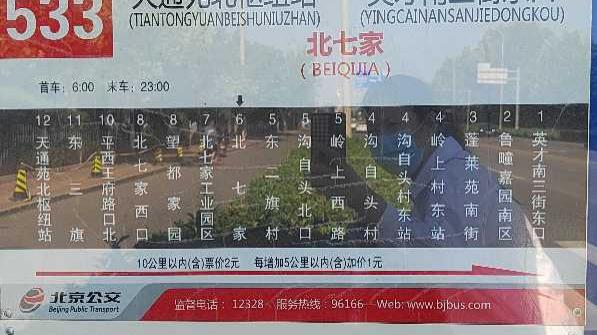 533
(TIANTONGYUANBEISHUNIUZHAN)
(YINGCAINANSANJIEDONGKOU)
北七家
(BEIQIJIA)
首车: 6:00 末车: 23:00
12 11 10 8 8 7 6 5 5 5 4 4 4 3 2 1
天通苑北枢纽站
东三旗
平西王府路口北
北七家西口
望都家园
北七家工业园区
北七家
东二旗村
沟自头北口
岭上西路
沟自头村
沟自头村东站
岭上村东站
蓬莱苑南街
鲁疃嘉园南区
英才南三街东口
10公里以内(含)票价2元 每增加5公里以内(含)加价1元
北京公交
Beijing Public Transport
监督电话: 12328 服务热线: 96166 Web: www.bjbus.com